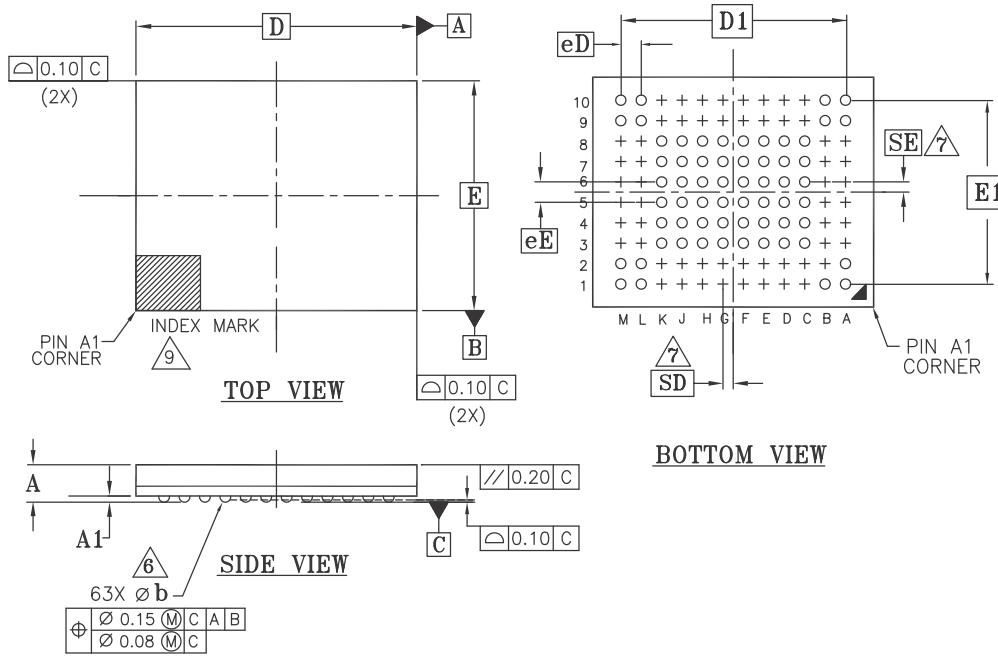 D
A
⌓ 0.10 C
(2X)
E
PIN A1
CORNER
INDEX MARK
9
B
TOP VIEW
⌓ 0.10 C
(2X)
D1
eD
10
9
8
7
6
5
4
3
2
1
SE 7
E1
eE
M L K J H G F E D C B A
7
SD
PIN A1
CORNER
BOTTOM VIEW
A
A1
// 0.20 C
C
⌓ 0.10 C
6
SIDE VIEW
63X Ø b
⌖ Ø 0.15 Ⓜ C A B
Ø 0.08 Ⓜ C